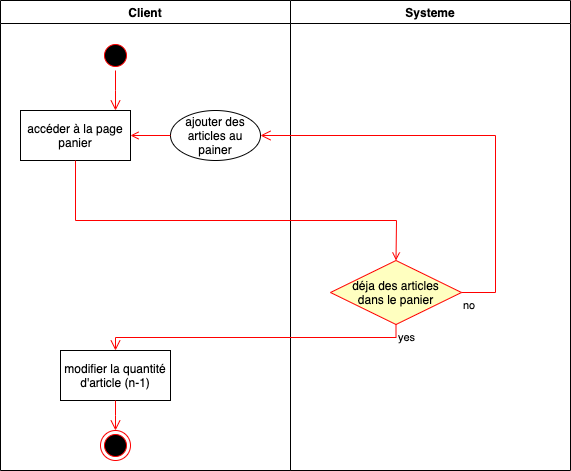 Client
Systeme
accéder à la page
panier
ajouter des
articles au
painer
déja des articles
dans le panier
no
yes
modifier la quantité
d'article (n-1)